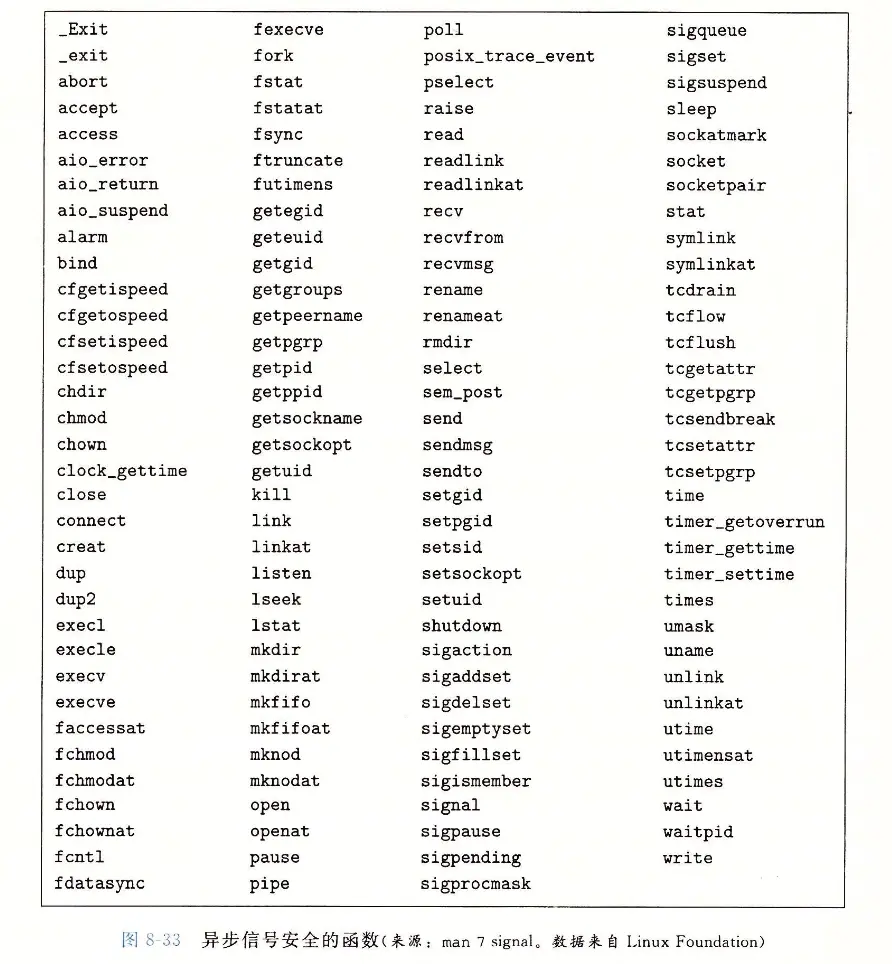 _Exit fexecve poll sigqueue
_exit fork posix_trace_event sigset
abort fstat pselect sigsuspend
accept fstatat raise sleep
access fsync read sockatmark
aio_error ftruncate readlink socket
aio_return futimens readlinkat socketpair
aio_suspend getegid recv stat
alarm geteuid recvfrom symlink
bind getgid recvmsg symlinkat
cfgetispeed getgroups rename tcdrain
cfgetospeed getpeername renameat tcflow
cfsetispeed getpgrp rmdir tcflush
cfsetospeed getpid select tcgetattr
chdir getppid sem_post tcgetpgrp
chmod getsockname send tcsendbreak
chown getsockopt sendmsg tcsetattr
clock_gettime getuid sendto tcsetpgrp
close kill setgid time
connect link setpgid timer_getoverrun
creat linkat setsid timer_gettime
dup listen setsockopt timer_settime
dup2 lseek setuid times
execl lstat shutdown umask
execle mkdir sigaction uname
execv mkdirat sigaddset unlink
execve mkfifo sigdelset unlinkat
faccessat mkfifoat sigemptyset utime
fchmod mknod sigfillset utimensat
fchmodat mknodat sigismember utimes
fchown open signal wait
fchownat openat sigpause waitpid
fcntl pause sigpending write
fdatasync pipe sigprocmask
图 8-33 异步信号安全的函数(来源：man 7 signal。数据来自 Linux Foundation)